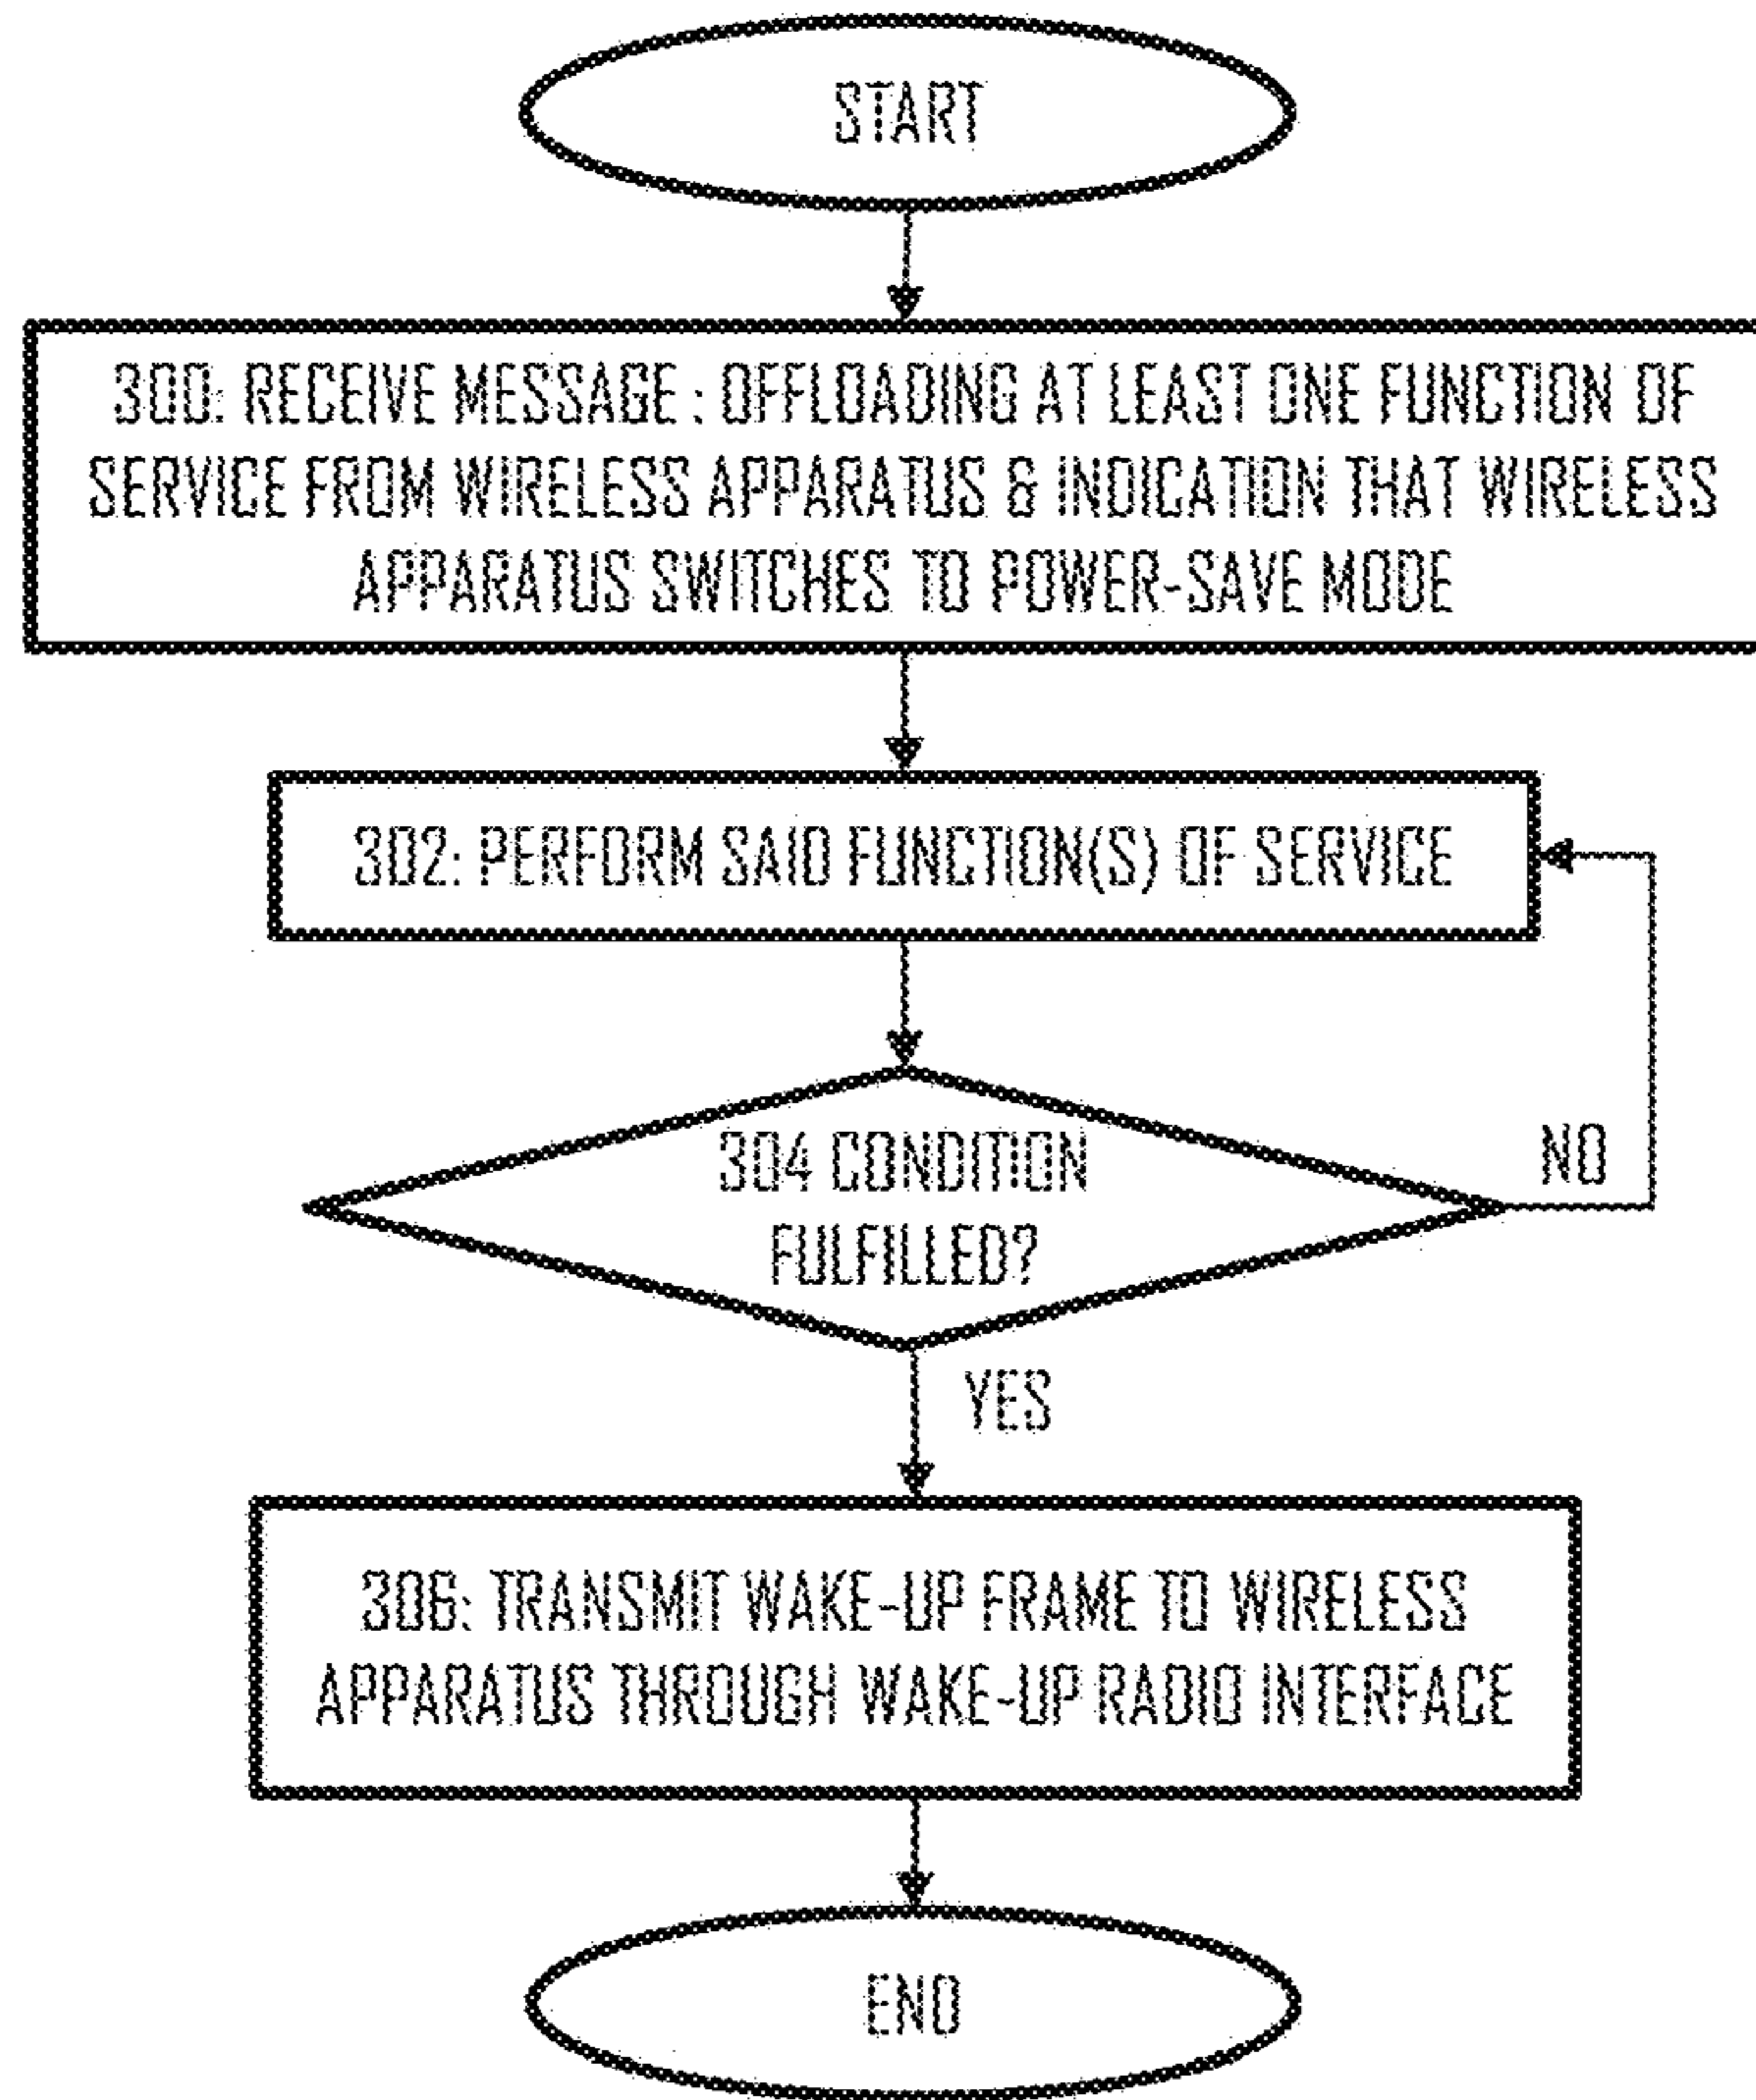 START
300: RECEIVE MESSAGE : OFFLOADING AT LEAST ONE FUNCTION OF
SERVICE FROM WIRELESS APPARATUS & INDICATION THAT WIRELESS
APPARATUS SWITCHES TO POWER-SAVE MODE
302: PERFORM SAID FUNCTION(S) OF SERVICE
304 CONDITION
FULFILLED?
NO
YES
306: TRANSMIT WAKE-UP FRAME TO WIRELESS
APPARATUS THROUGH WAKE-UP RADIO INTERFACE
END